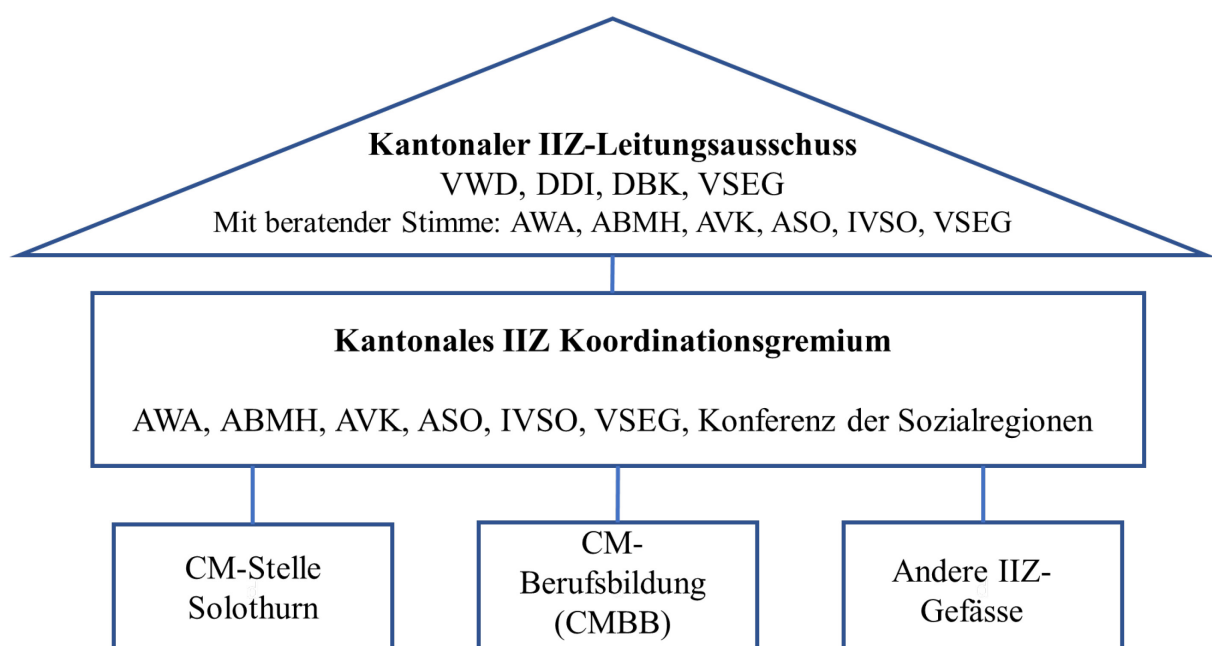 Kantonaler IIZ-Leitungsausschuss
VWD, DDI, DBK, VSEG
Mit beratender Stimme: AWA, ABMH, AVK, ASO, IVSO, VSEG
Kantonales IIZ Koordinationsgremium
AWA, ABMH, AVK, ASO, IVSO, VSEG, Konferenz der Sozialregionen
CM-Stelle
Solothurn
CM-
Berufsbildung
(CMBB)
Andere IIZ-
Gefässe